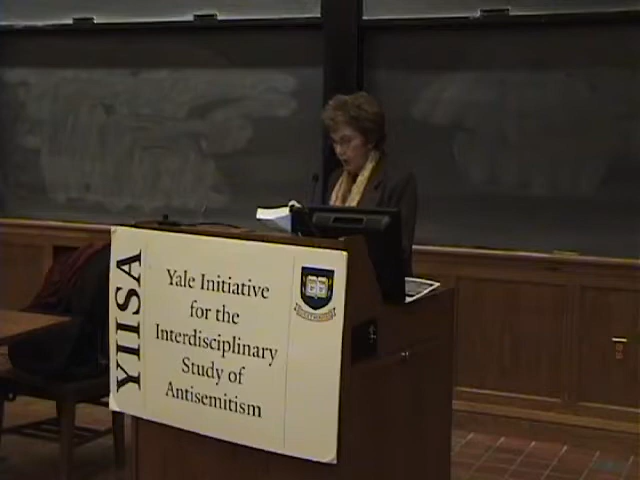 YIISA
Yale Initiative
for the
Interdisciplinary
Study of
Antisemitism